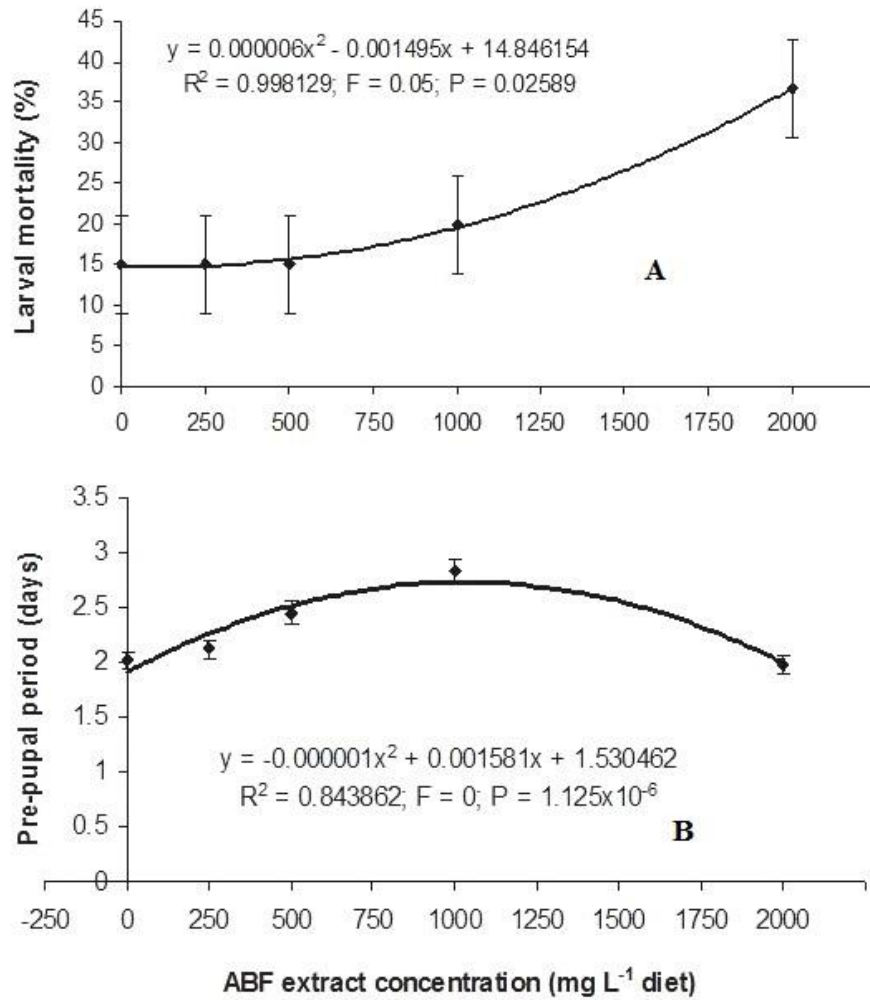 45
40
35
30
25
20
15
10
5
0
Larval mortality (%)
y = 0.000006x² - 0.001495x + 14.846154
R² = 0.998129; F = 0.05; P = 0.02589
A
0 250 500 750 1000 1250 1500 1750 2000
3.5
3
2.5
2
1.5
1
0.5
0
Pre-pupal period (days)
y = -0.000001x² + 0.001581x + 1.530462
R² = 0.843862; F = 0; P = 1.125x10⁻⁶
B
-250 0 250 500 750 1000 1250 1500 1750 2000
ABF extract concentration (mg L⁻¹ diet)